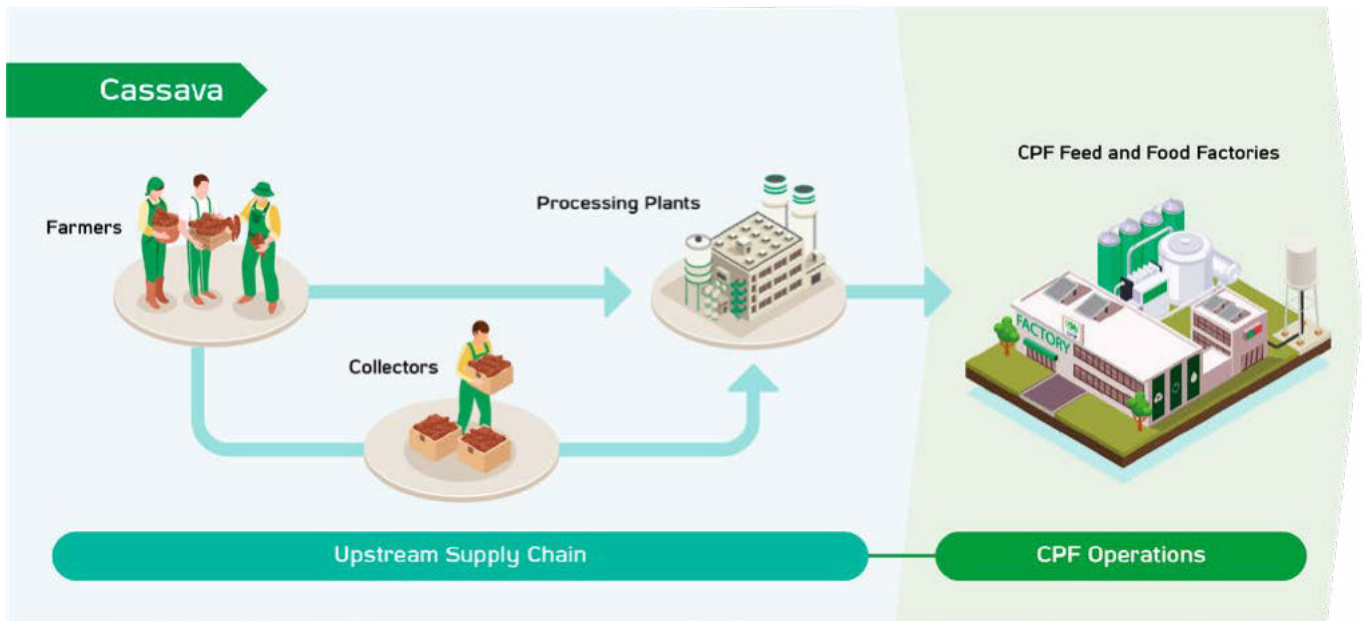 Cassava
CPF Feed and Food Factories
Processing Plants
Farmers
FACTORY
Collectors
Upstream Supply Chain
CPF Operations